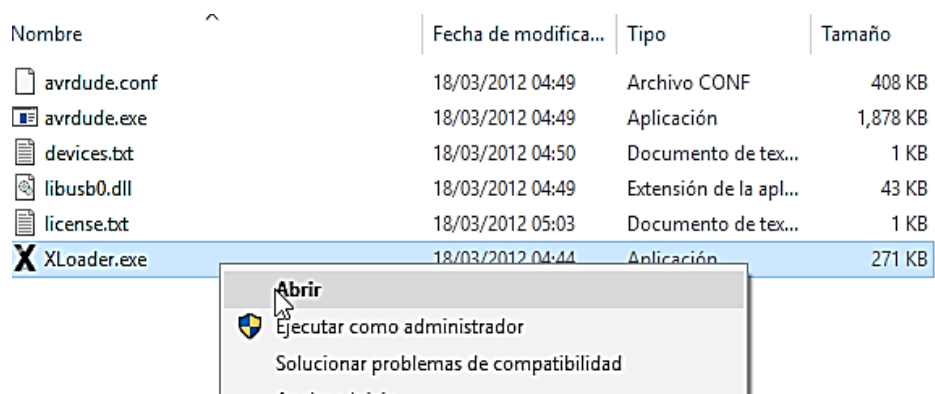 Nombre Fecha de modifica... Tipo Tamaño
avrdude.conf 18/03/2012 04:49 Archivo CONF 408 KB
avrdude.exe 18/03/2012 04:49 Aplicación 1,878 KB
devices.txt 18/03/2012 04:50 Documento de tex... 1 KB
libusb0.dll 18/03/2012 04:49 Extensión de la apl... 43 KB
license.txt 18/03/2012 05:03 Documento de tex... 1 KB
XLoader.exe 18/03/2012 04:44 Aplicación 271 KB
Abrir
Ejecutar como administrador
Solucionar problemas de compatibilidad